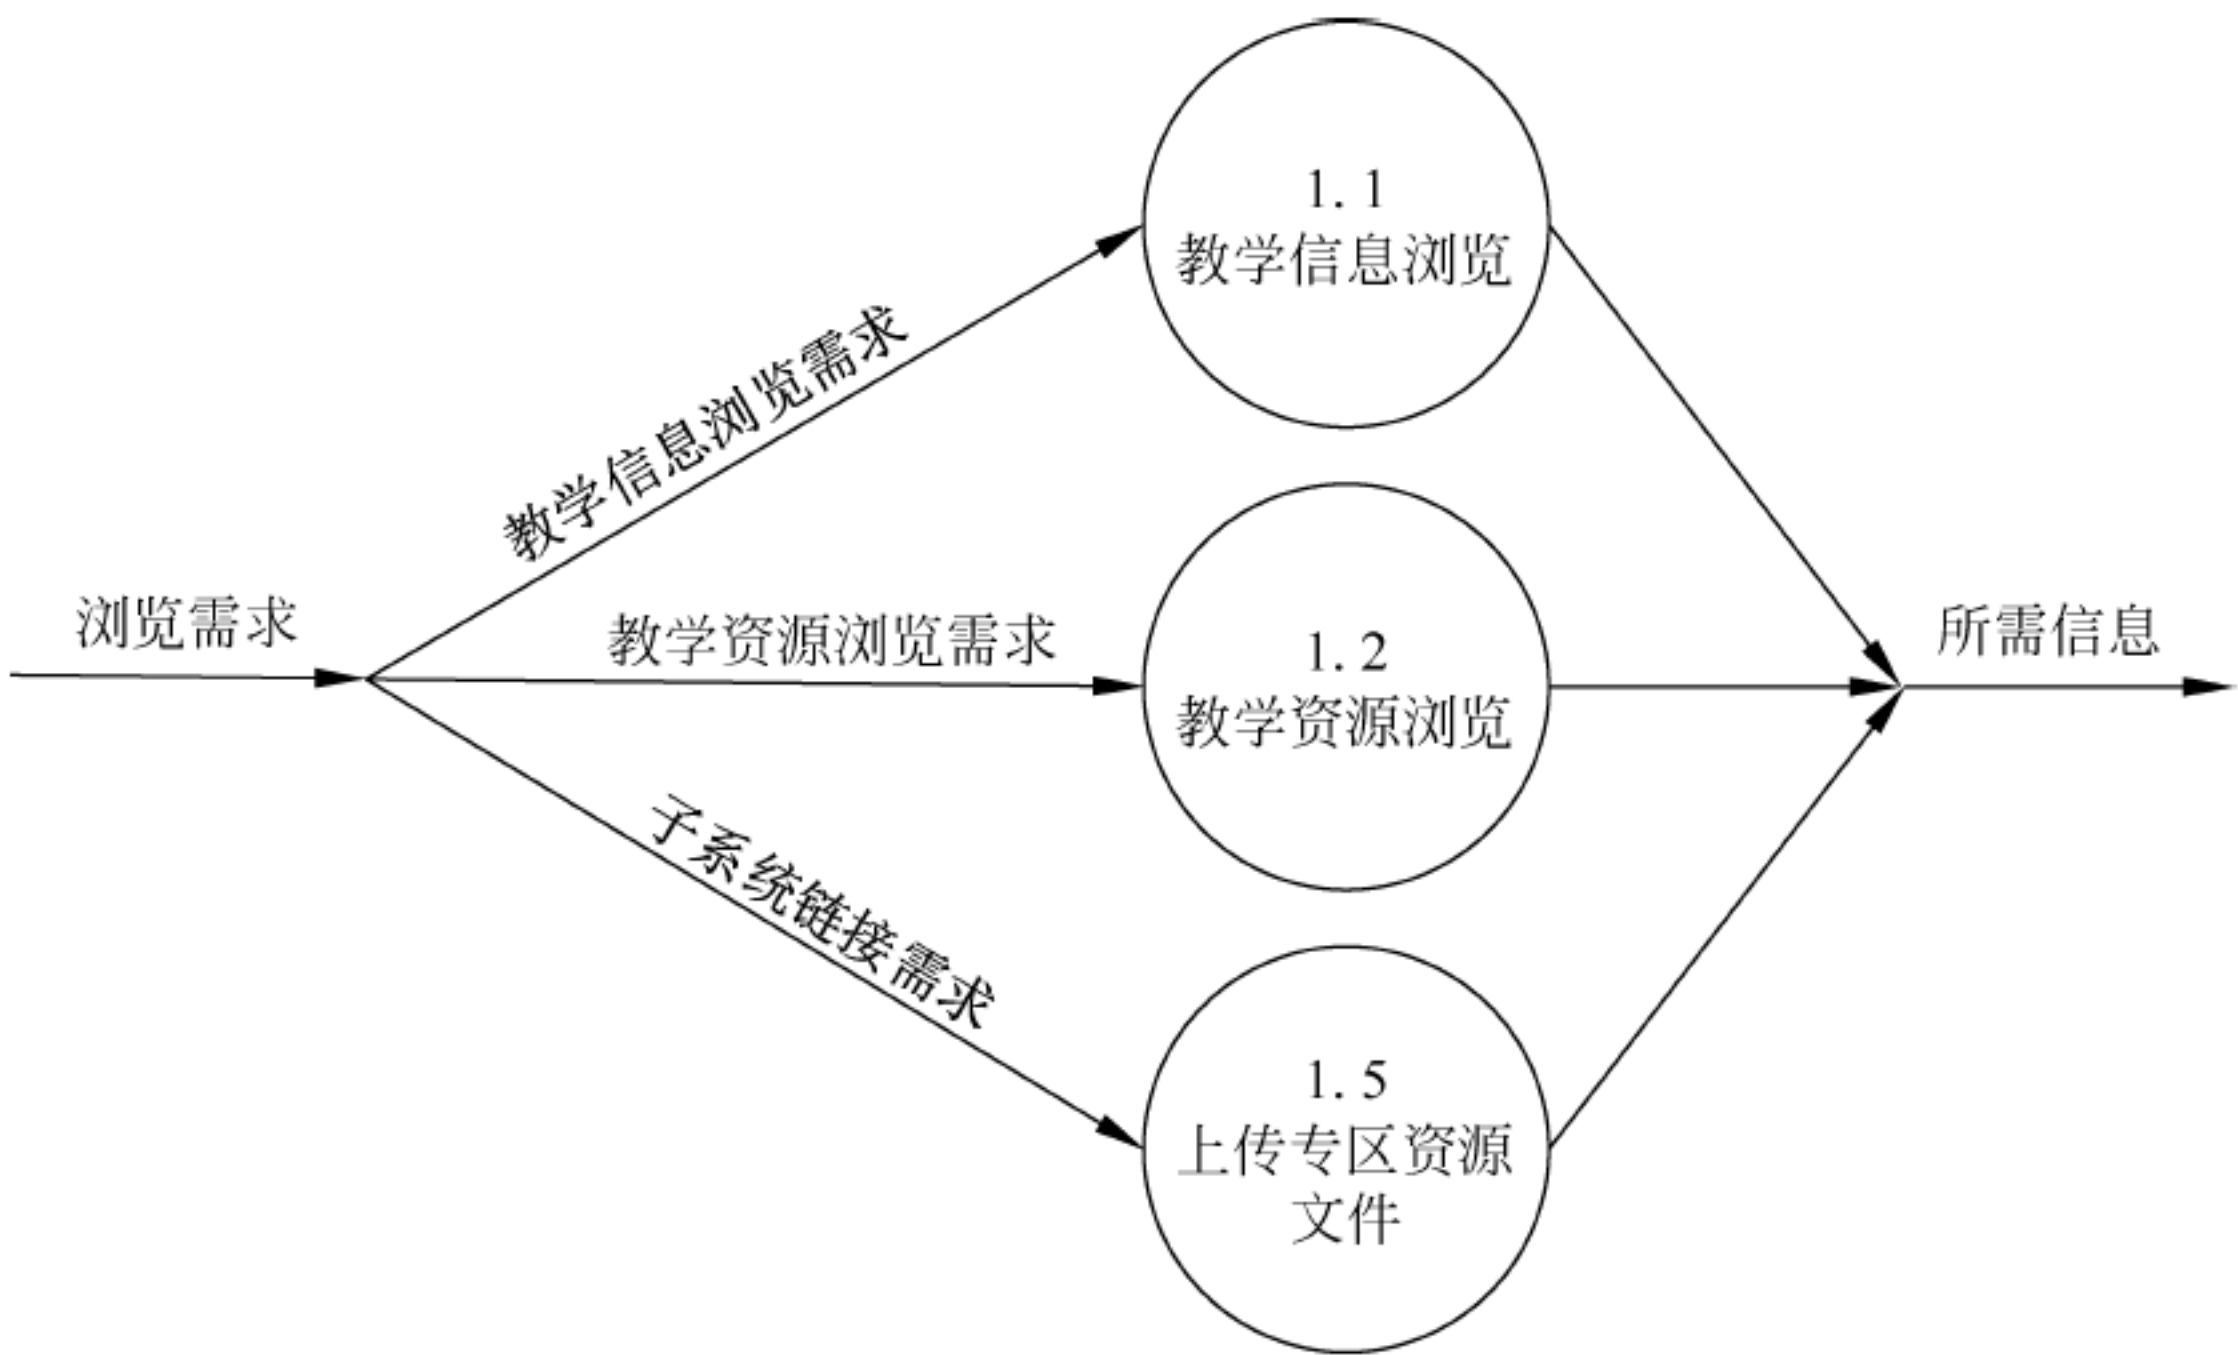 1. 1
教学信息浏览
教学信息浏览需求
浏览需求
教学资源浏览需求
1. 2
教学资源浏览
所需信息
子系统链接需求
1. 5
上传专区资源
文件